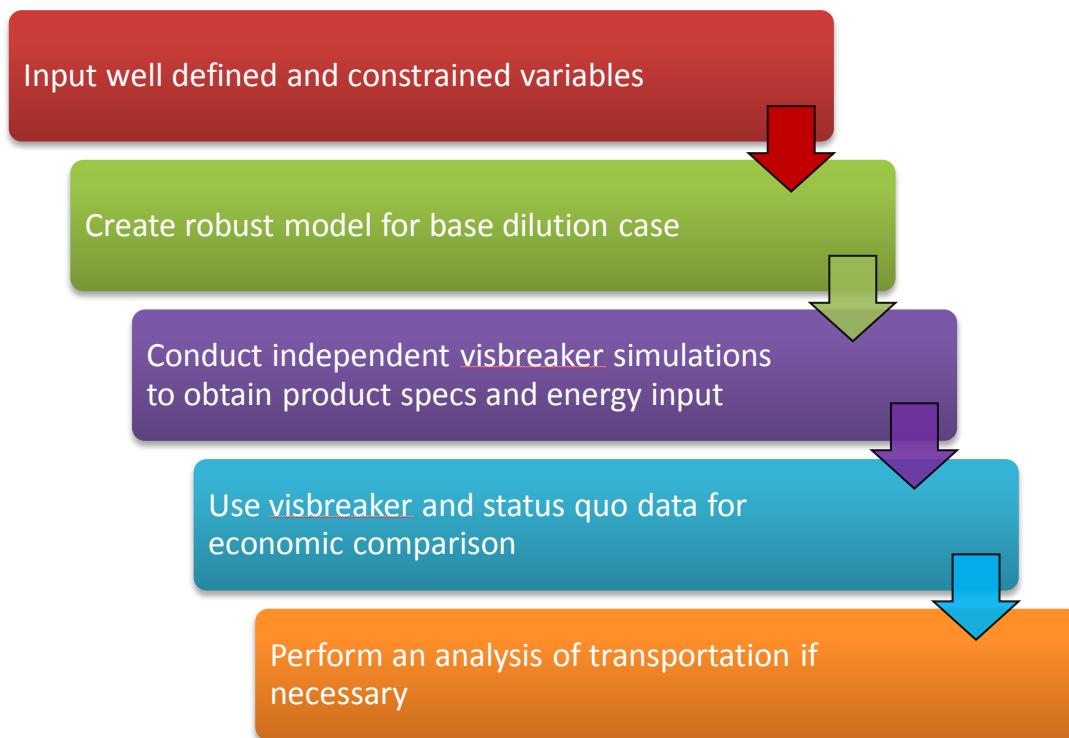 Input well defined and constrained variables
Create robust model for base dilution case
Conduct independent visbreaker simulations
to obtain product specs and energy input
Use visbreaker and status quo data for
economic comparison
Perform an analysis of transportation if
necessary